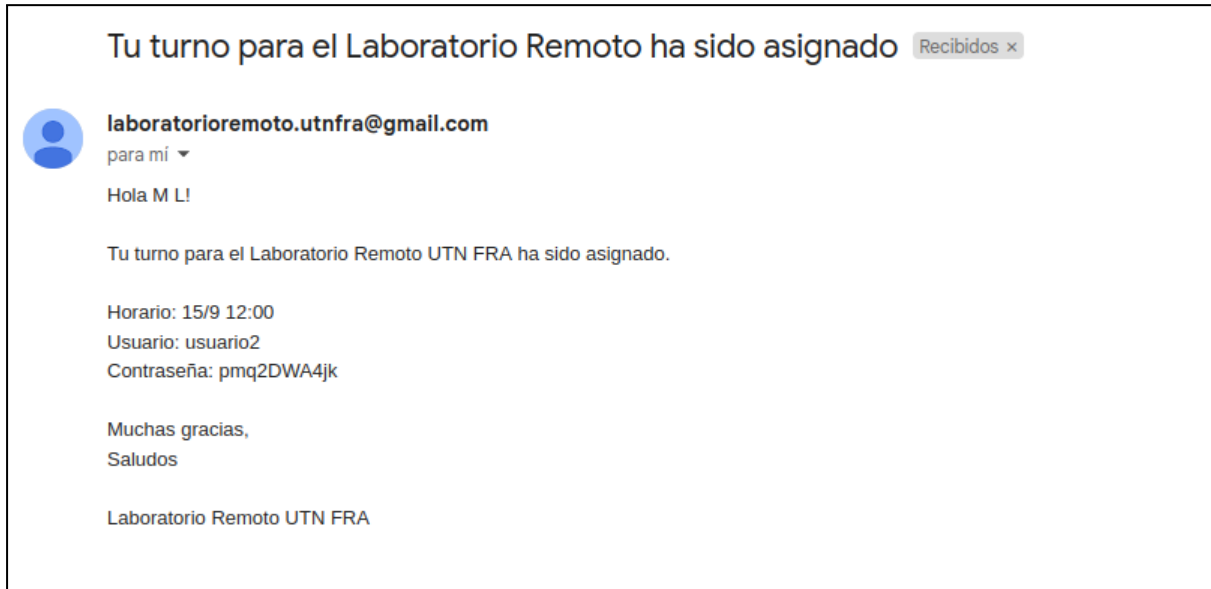 Tu turno para el Laboratorio Remoto ha sido asignado Recibidos ×
laboratorioremoto.utnfra@gmail.com
para mí
Hola M L!
Tu turno para el Laboratorio Remoto UTN FRA ha sido asignado.
Horario: 15/9 12:00
Usuario: usuario2
Contraseña: pmq2DWA4jk
Muchas gracias,
Saludos
Laboratorio Remoto UTN FRA